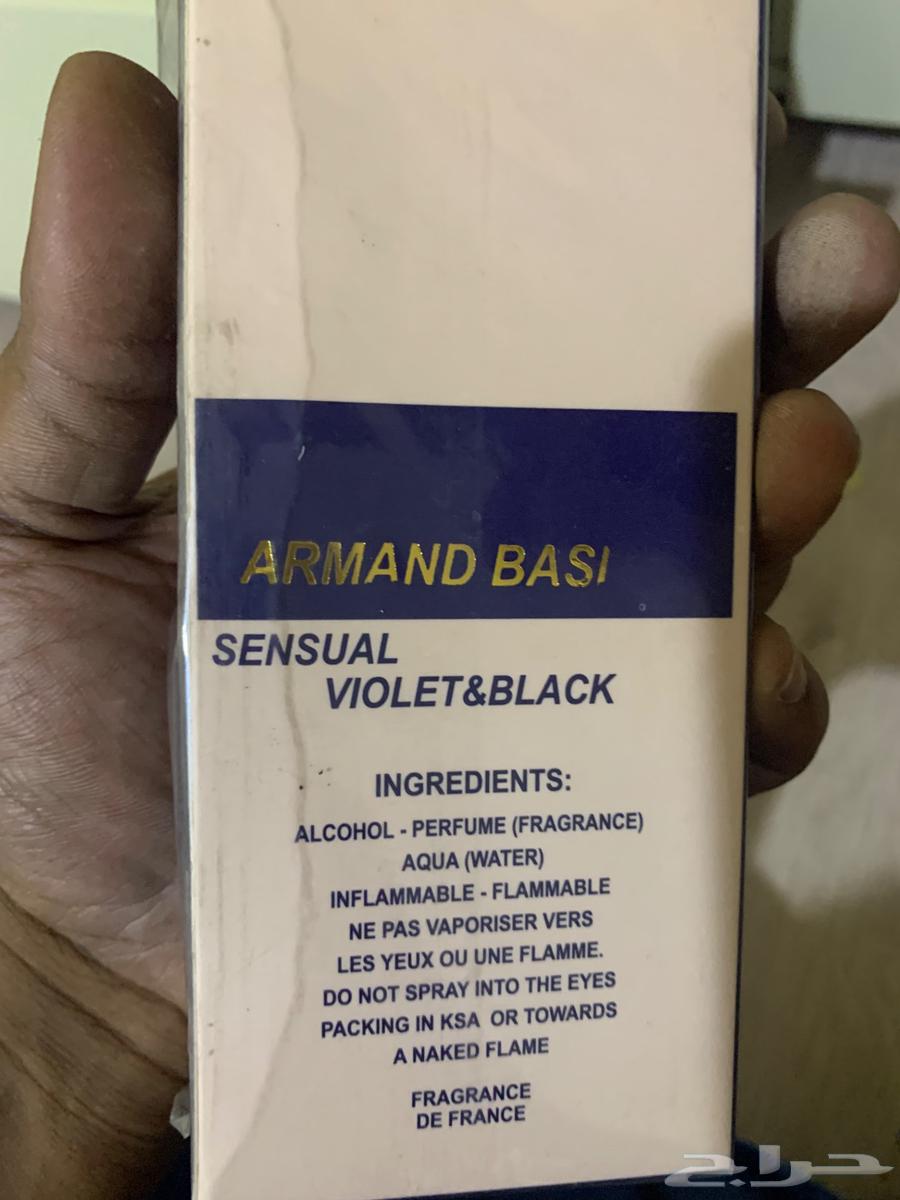 ARMAND BASI
SENSUAL
VIOLET&BLACK
INGREDIENTS:
ALCOHOL - PERFUME (FRAGRANCE)
AQUA (WATER)
INFLAMMABLE - FLAMMABLE
NE PAS VAPORISER VERS
LES YEUX OU UNE FLAMME.
DO NOT SPRAY INTO THE EYES
PACKING IN KSA OR TOWARDS
A NAKED FLAME
FRAGRANCE
DE FRANCE
حراج